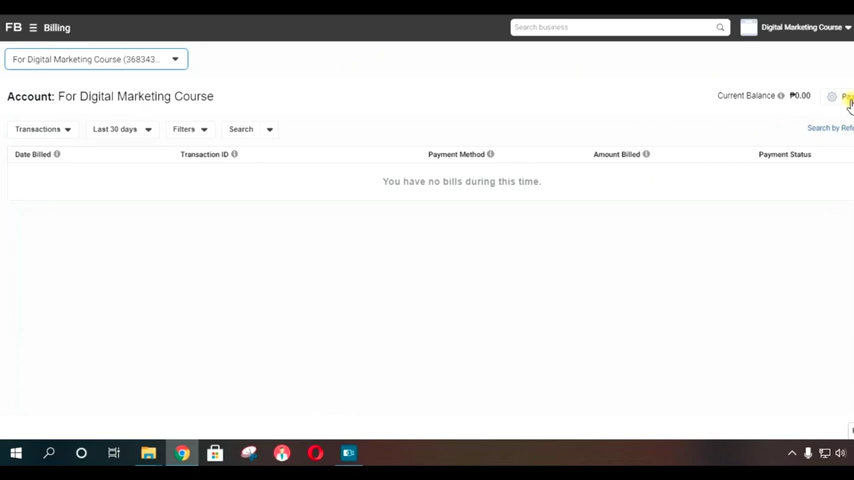 FB Billing Search business Digital Marketing Course
For Digital Marketing Course (368343...
Account: For Digital Marketing Course Current Balance ₱0.00
Transactions Last 30 days Filters Search Search by
Date Billed Transaction ID Payment Method Amount Billed Payment Status
You have no bills during this time.